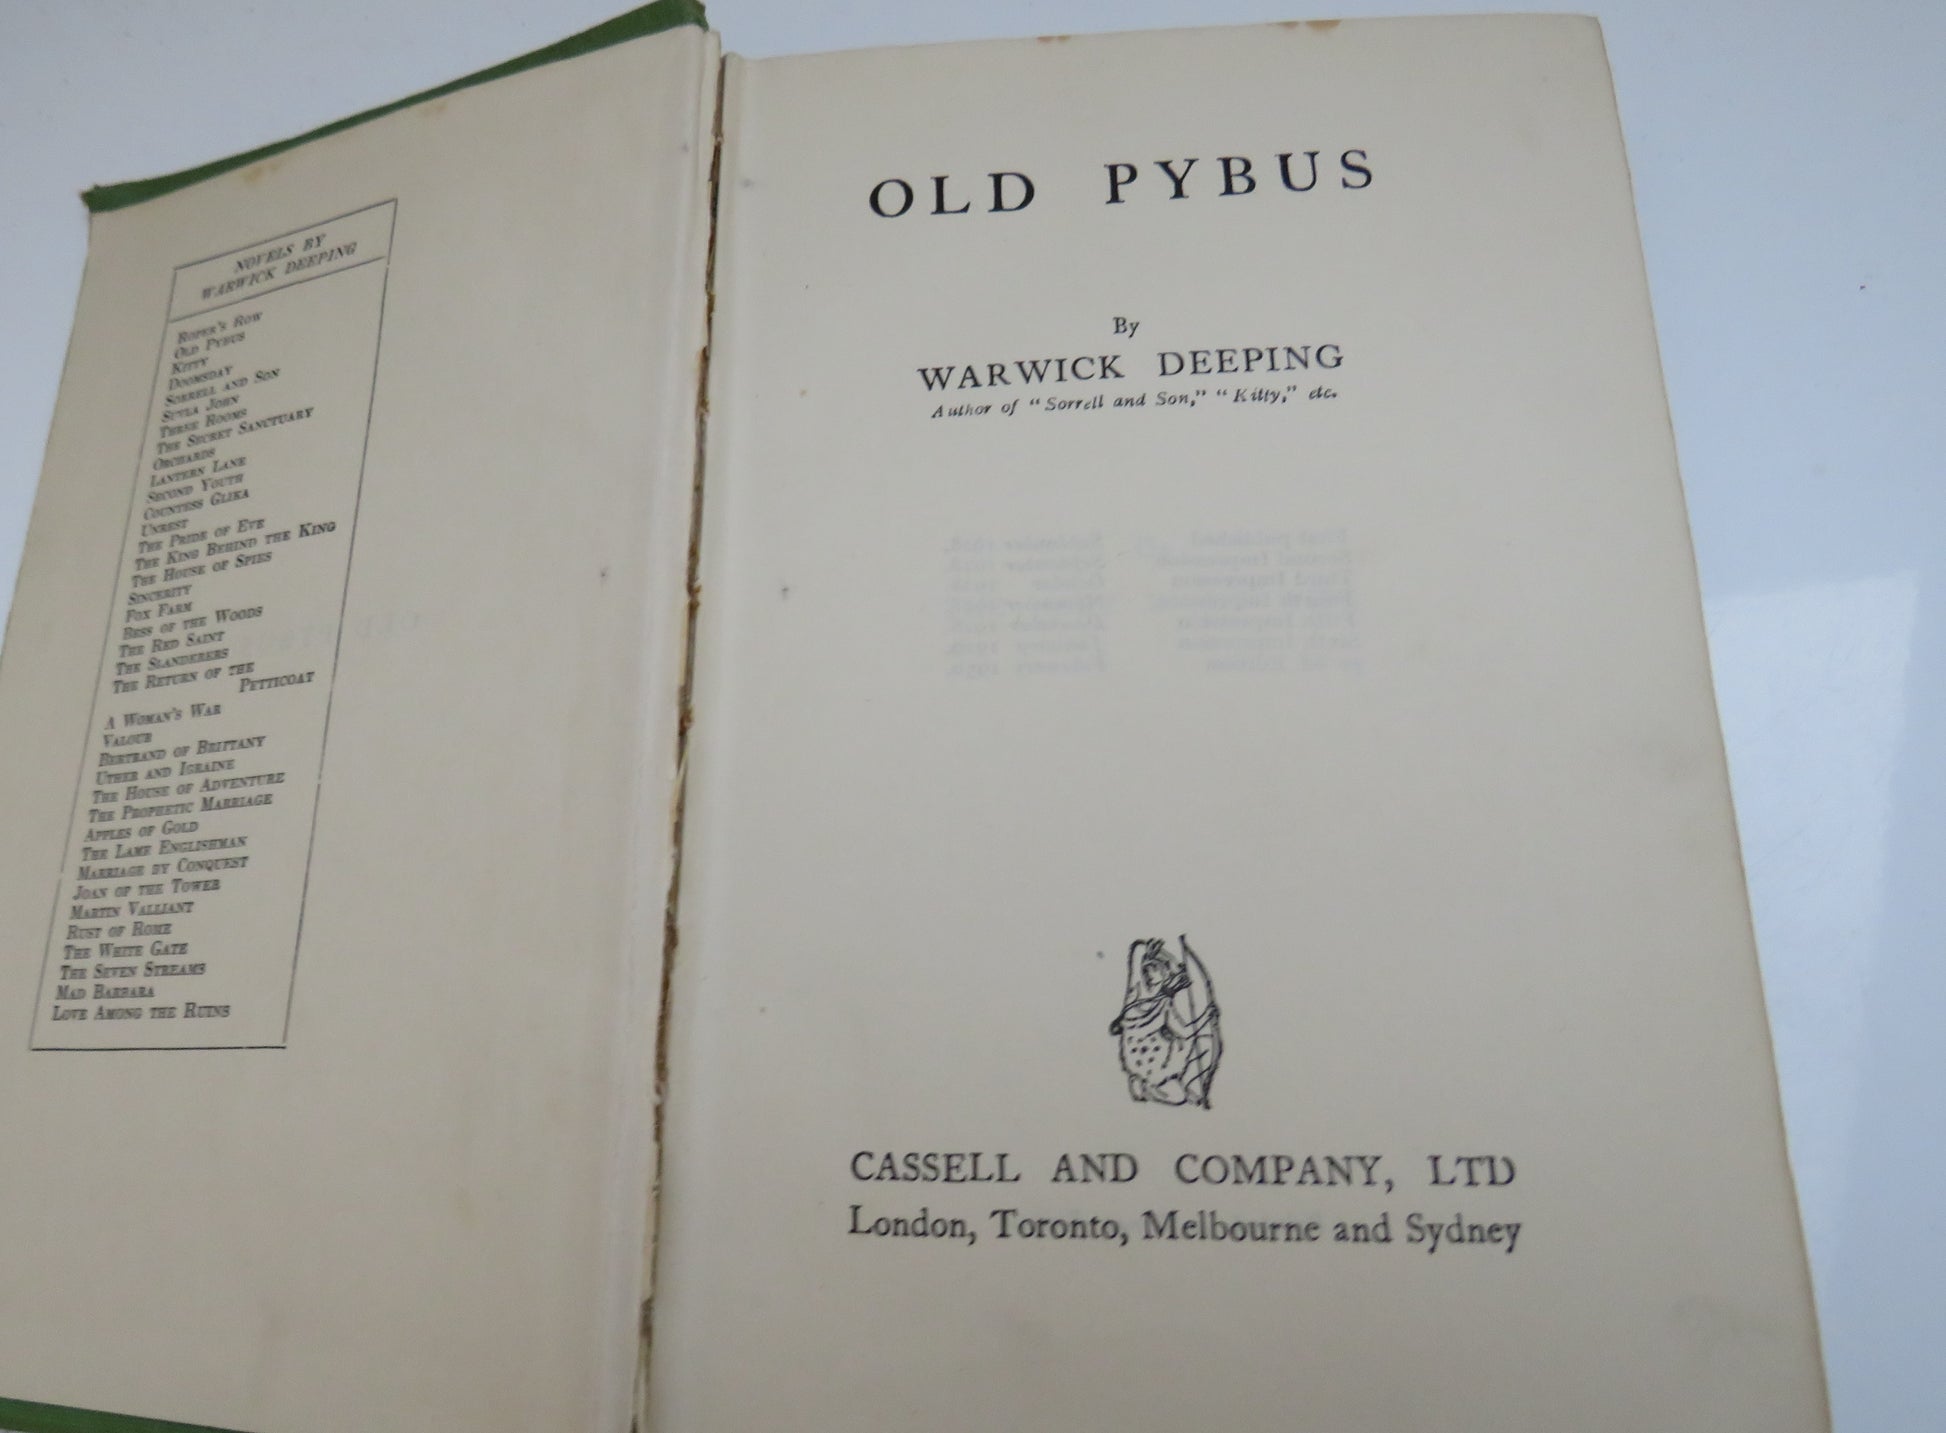 NOVELS BY
WARWICK DEEPING
ROPER'S ROW
OLD PYBUS
KITTY
DOOMSDAY
SORRELL AND SON
SUVLA JOHN
THREE ROOMS
THE SECRET SANCTUARY
ORCHARDS
LANTERN LANE
SECOND YOUTH
COUNTESS GLIKA
UNREST
THE PRIDE OF EVE
THE KING BEHIND THE KING
THE HOUSE OF SPIES
SINCERITY
FOX FARM
BESS OF THE WOODS
THE RED SAINT
THE SLANDERERS
THE RETURN OF THE
PETTICOAT
A WOMAN'S WAR
VALOUR
BERTRAND OF BRITTANY
UTHER AND IGRAINE
THE HOUSE OF ADVENTURE
THE PROPHETIC MARRIAGE
APPLES OF GOLD
THE LAME ENGLISHMAN
MARRIAGE BY CONQUEST
JOAN OF THE TOWER
MARTIN VALLIANT
RUST OF ROME
THE WHITE GATE
THE SEVEN STREAMS
MAD BARBARA
LOVE AMONG THE RUINS
OLD PYBUS
By
WARWICK DEEPING
Author of "Sorrell and Son," "Kitty," etc.
CASSELL AND COMPANY, LTD
London, Toronto, Melbourne and Sydney